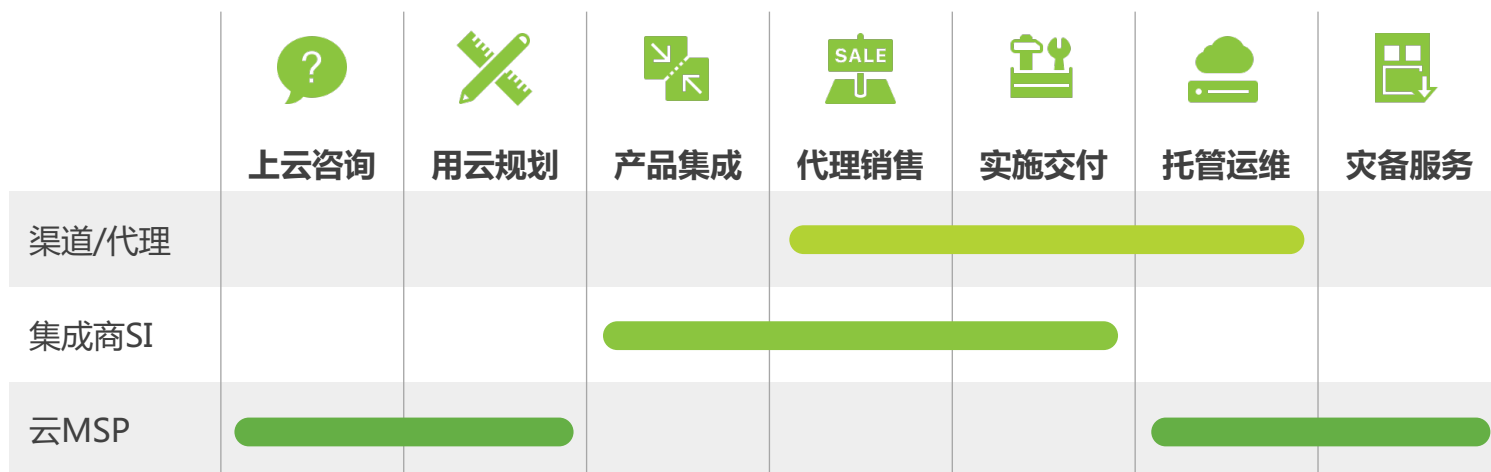 ?
SALE
上云咨询
用云规划
产品集成
代理销售
实施交付
托管运维
灾备服务
渠道/代理
集成商SI
云MSP